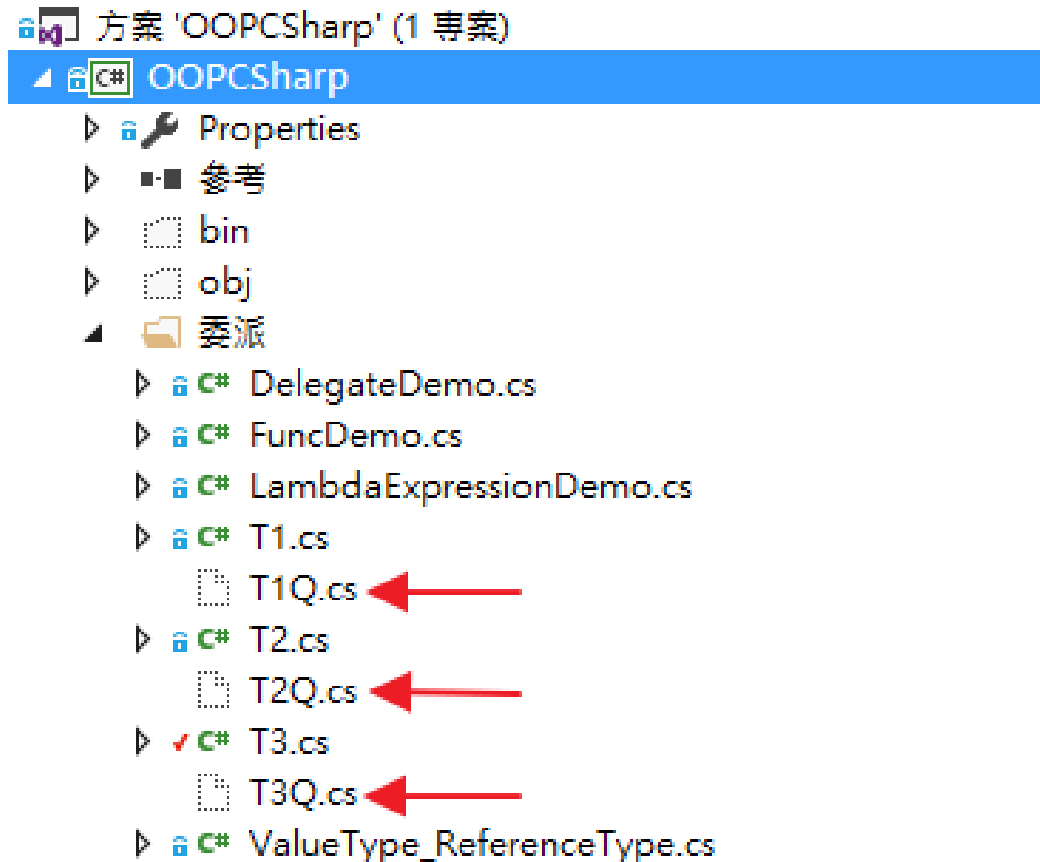 方案 'OOPCSharp' (1 專案)
C# OOPCSharp
Properties
參考
bin
obj
委派
C# DelegateDemo.cs
C# FuncDemo.cs
C# LambdaExpressionDemo.cs
C# T1.cs
T1Q.cs
C# T2.cs
T2Q.cs
C# T3.cs
T3Q.cs
C# ValueType_ReferenceType.cs